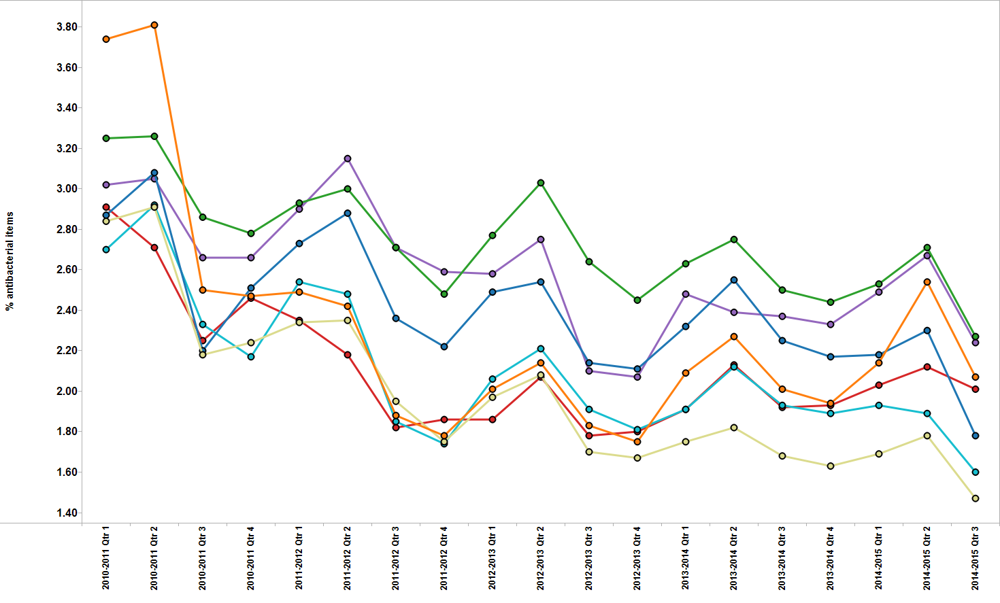 % antibacterial items
3.80
3.60
3.40
3.20
3.00
2.80
2.60
2.40
2.20
2.00
1.80
1.60
1.40
2010-2011 Qtr 1
2010-2011 Qtr 2
2010-2011 Qtr 3
2010-2011 Qtr 4
2011-2012 Qtr 1
2011-2012 Qtr 2
2011-2012 Qtr 3
2011-2012 Qtr 4
2012-2013 Qtr 1
2012-2013 Qtr 2
2012-2013 Qtr 3
2012-2013 Qtr 4
2013-2014 Qtr 1
2013-2014 Qtr 2
2013-2014 Qtr 3
2013-2014 Qtr 4
2014-2015 Qtr 1
2014-2015 Qtr 2
2014-2015 Qtr 3